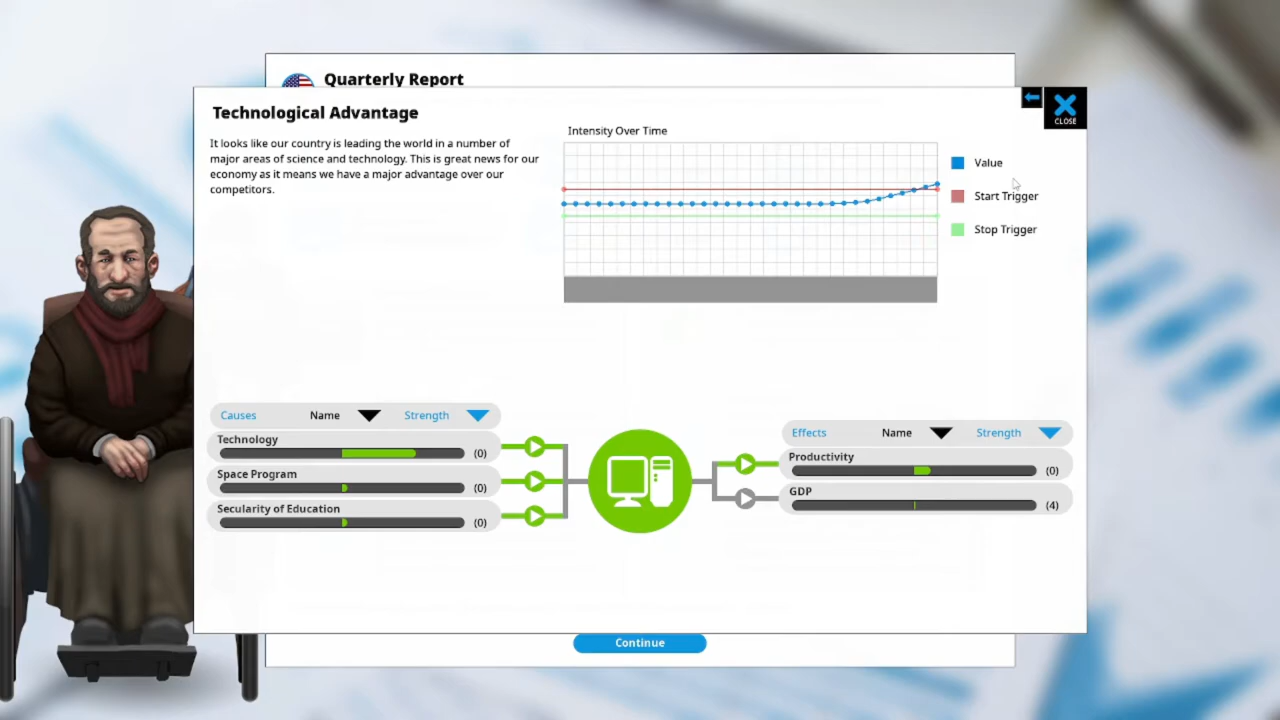 Quarterly Report
Technological Advantage
CLOSE
It looks like our country is leading the world in a number of
major areas of science and technology. This is great news for our
economy as it means we have a major advantage over our
competitors.
Intensity Over Time
Value
Start Trigger
Stop Trigger
Causes Name Strength
Technology
(0)
Space Program
(0)
Secularity of Education
(0)
Effects Name Strength
Productivity
(0)
GDP
(4)
Continue